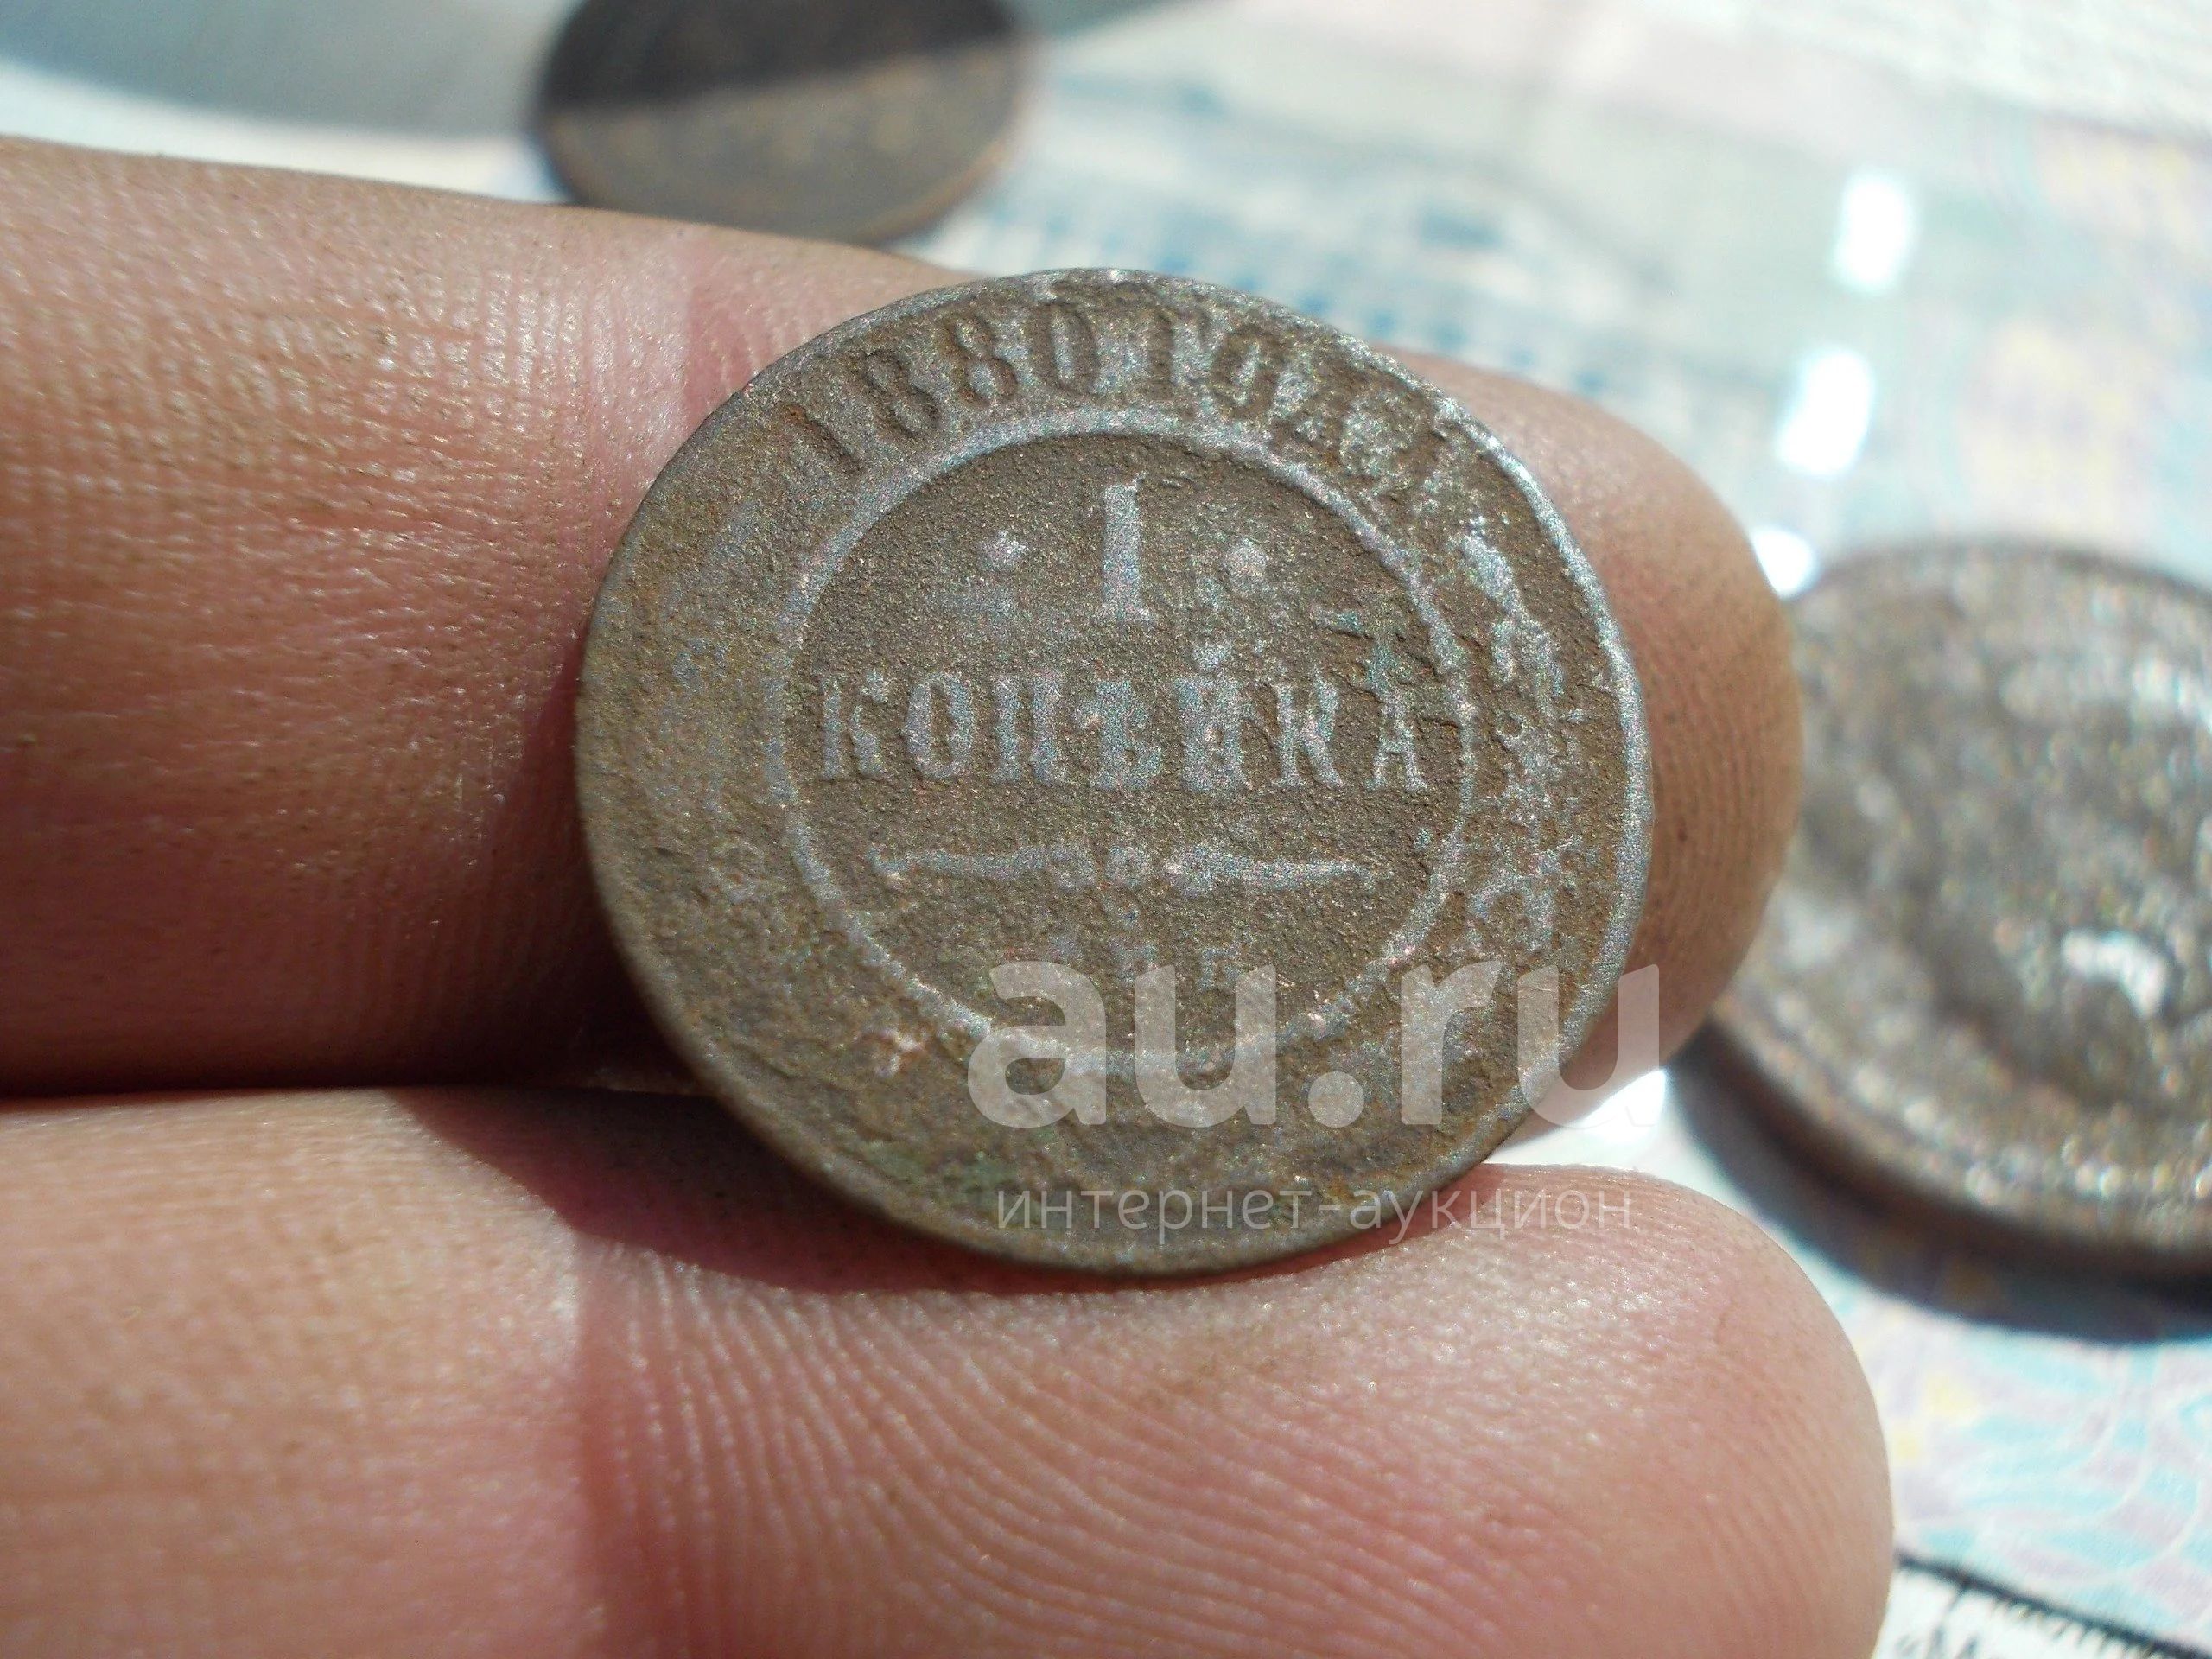 1880 ГОДА
1
КОПѢЙКА
au.ru
интернет-аукцион